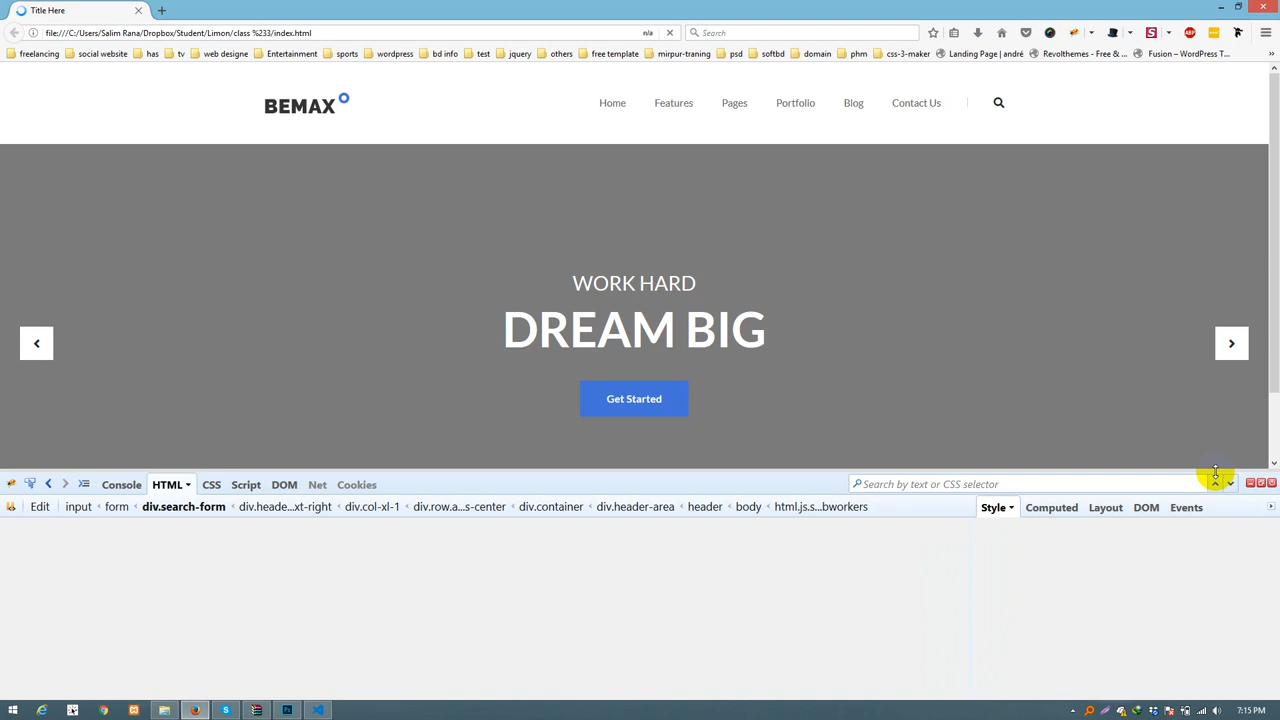 Title Here
file:///C:/Users/Salim Rana/Dropbox/Student/Limon/class %233/index.html
n/a
Search
freelancing social website has tv web designe Entertainment sports wordpress bd info test jquery others free template mirpur-traning psd softbd domain phm css-3-maker Landing Page | andré Revolthemes - Free & ... Fusion – WordPress T...
BEMAX
Home Features Pages Portfolio Blog Contact Us
WORK HARD
DREAM BIG
Get Started
Console HTML CSS Script DOM Net Cookies
Search by text or CSS selector
Edit input form div.search-form div.heade...xt-right div.col-xl-1 div.row.a...s-center div.container div.header-area header body html.js.s...bworkers
Style Computed Layout DOM Events
7:15 PM